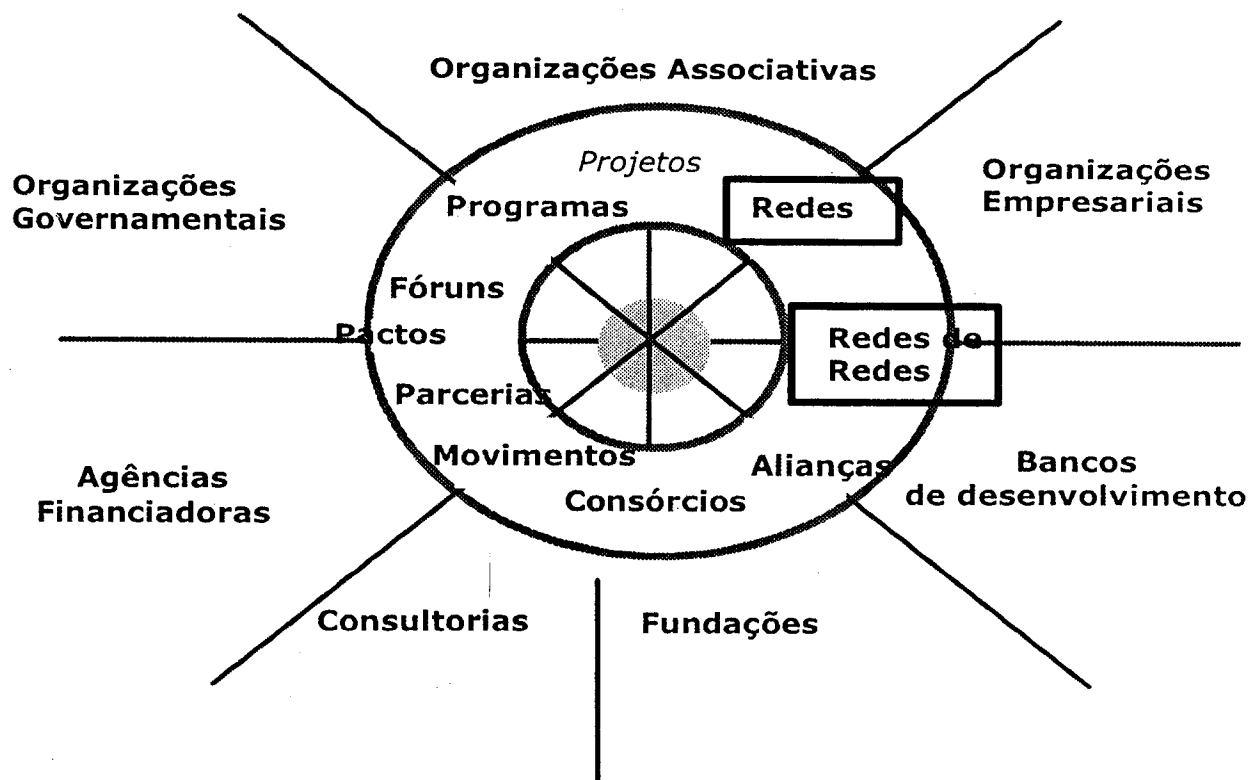 Organizações Associativas
Projetos
Organizações
Governamentais
Organizações
Empresariais
Programas
Redes
Fóruns
Pactos
Redes de
Redes
Parcerias
Movimentos
Alianças
Consórcios
Agências
Financiadoras
Bancos
de desenvolvimento
Consultorias
Fundações